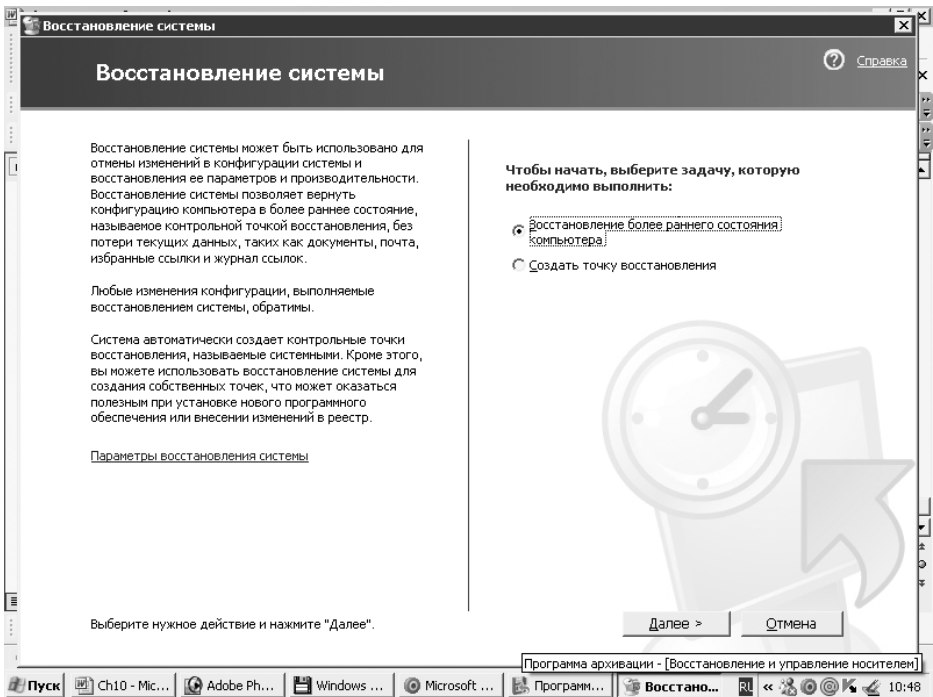 Восстановление системы
Восстановление системы
Справка
Восстановление системы может быть использовано для
отмены изменений в конфигурации системы и
восстановления ее параметров и производительности.
Восстановление системы позволяет вернуть
конфигурацию компьютера в более раннее состояние,
называемое контрольной точкой восстановления, без
потери текущих данных, таких как документы, почта,
избранные ссылки и журнал ссылок.
Любые изменения конфигурации, выполняемые
восстановлением системы, обратимы.
Система автоматически создает контрольные точки
восстановления, называемые системными. Кроме этого,
вы можете использовать восстановление системы для
создания собственных точек, что может оказаться
полезным при установке нового программного
обеспечения или внесении изменений в реестр.
Параметры восстановления системы
Чтобы начать, выберите задачу, которую
необходимо выполнить:
Восстановление более раннего состояния
компьютера
Создать точку восстановления
Выберите нужное действие и нажмите "Далее".
Далее >
Отмена
Программа архивации - [Восстановление и управление носителем]
Пуск
Ch10 - Mic...
Adobe Ph...
Windows ...
Microsoft ...
Программ...
Восстано...
RL
«
10:48